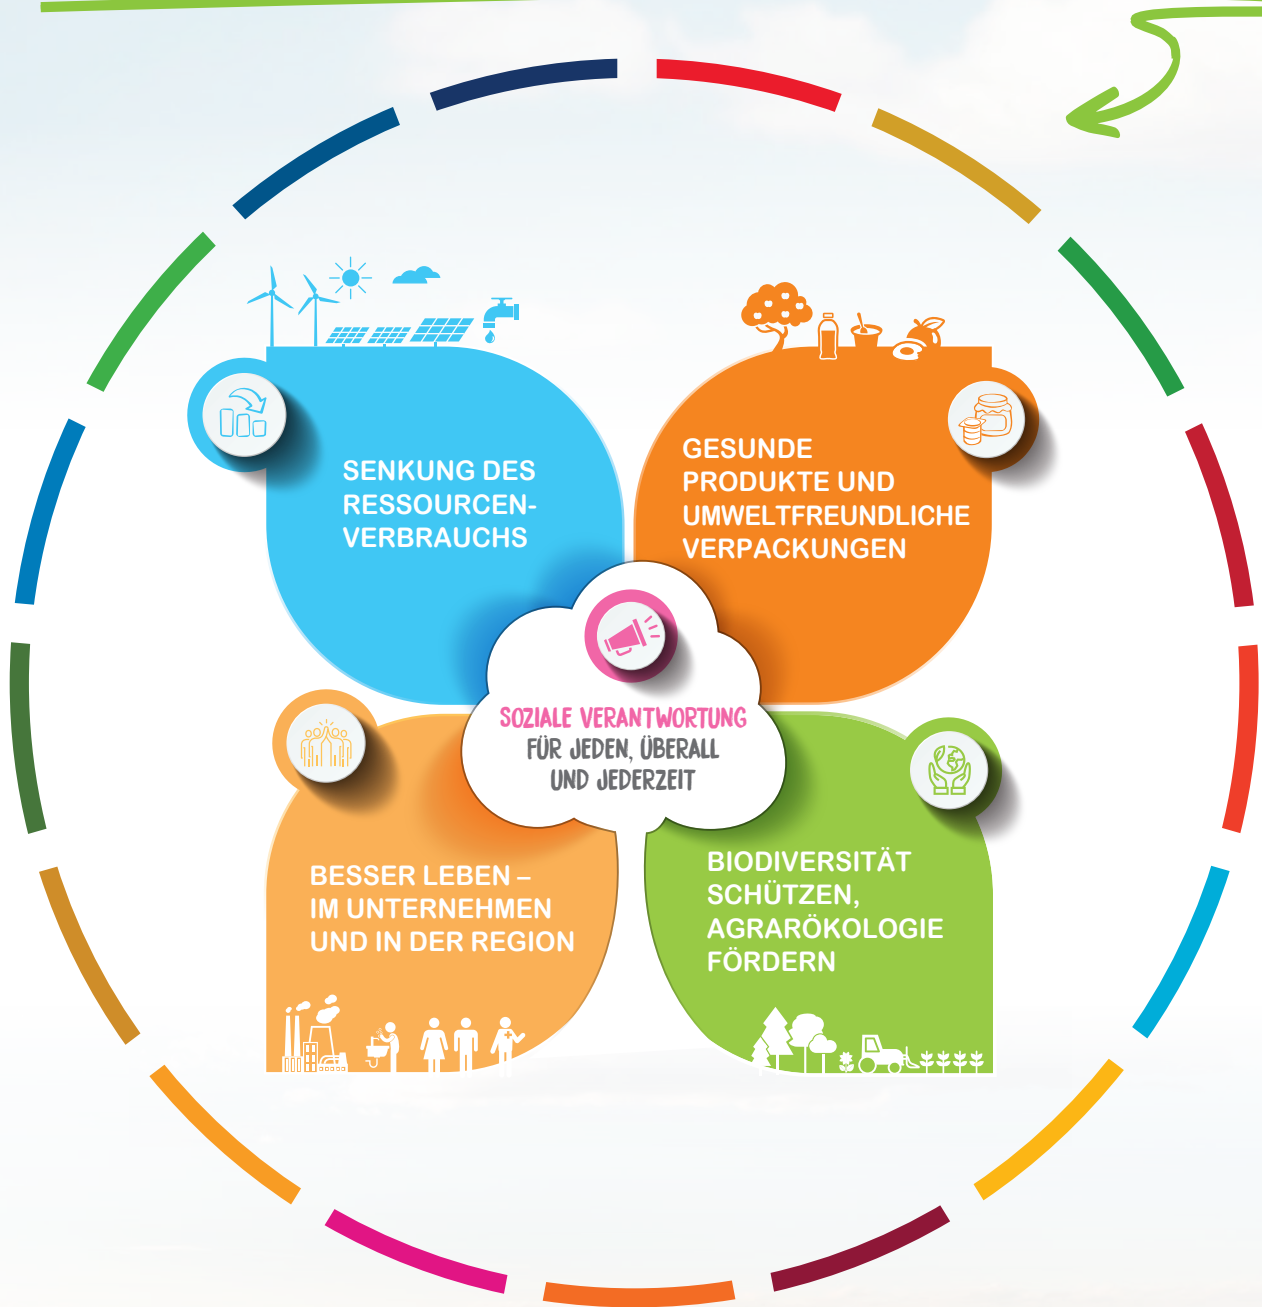 SENKUNG DES
RESSOURCEN-
VERBRAUCHS
GESUNDE
PRODUKTE UND
UMWELTFREUNDLICHE
VERPACKUNGEN
SOZIALE VERANTWORTUNG
FÜR JEDEN, ÜBERALL
UND JEDERZEIT
BESSER LEBEN –
IM UNTERNEHMEN
UND IN DER REGION
BIODIVERSITÄT
SCHÜTZEN,
AGRARÖKOLOGIE
FÖRDERN